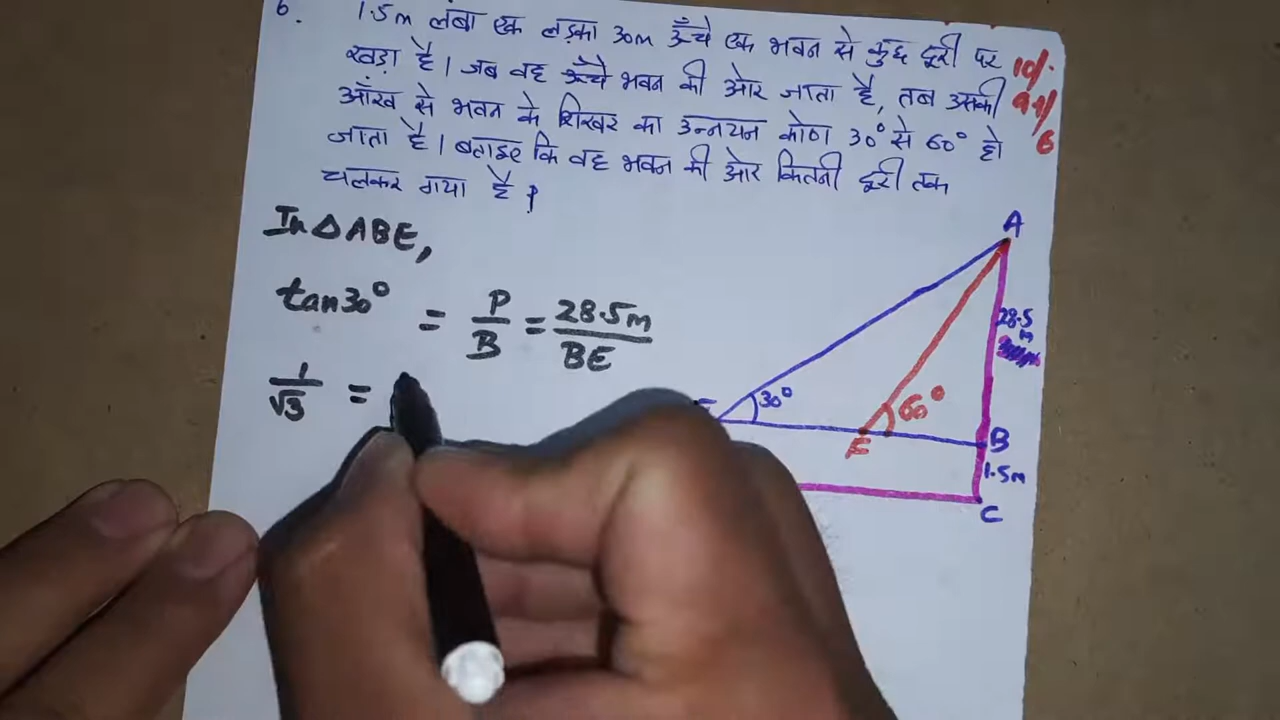 6. 1.5m लंबा एक लड़का 30m ऊँचे एक भवन से कुछ दूरी पर
खड़ा है। जब वह ऊँचे भवन की ओर जाता है, तब उसकी
आँख से भवन के शिखर का उन्नयन कोण 30° से 60° हो
जाता है। बताइए कि वह भवन की ओर कितनी दूरी तक
चलकर गया है ?
10/.
9.1/
6
In △ABE,
tan30° = P/B = 28.5m/BE
1/√3 =
A
28.5
m
30°
60°
E
B
1.5m
C